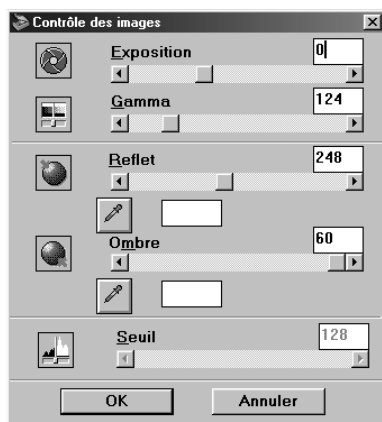 Contrôle des images
Exposition 0
Gamma 124
Reflet 248
Ombre 60
Seuil 128
OK Annuler